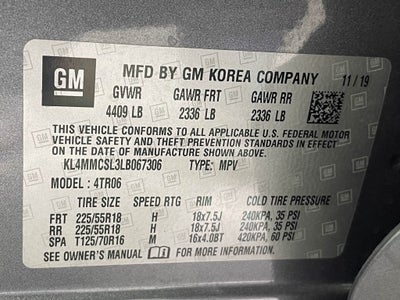 GM MFD BY GM KOREA COMPANY 11/19
GVWR GAWR FRT GAWR RR
4409 LB 2336 LB 2336 LB
THIS VEHICLE CONFORMS TO ALL APPLICABLE U.S. FEDERAL MOTOR
VEHICLE SAFETY AND THEFT PREVENTION STANDARDS IN EFFECT ON THE
DATE OF MANUFACTURE SHOWN ABOVE.
KL4MMCSL3LB067306 TYPE: MPV
MODEL: 4TR06
TIRE SIZE SPEED RTG RIM COLD TIRE PRESSURE
FRT 225/55R18 H 18x7.5J 240KPA, 35 PSI
RR 225/55R18 H 18x7.5J 240KPA, 35 PSI
SPA T125/70R16 M 16x4.0BT 420KPA, 60 PSI
SEE OWNER'S MANUAL FOR MORE INFORMATION.